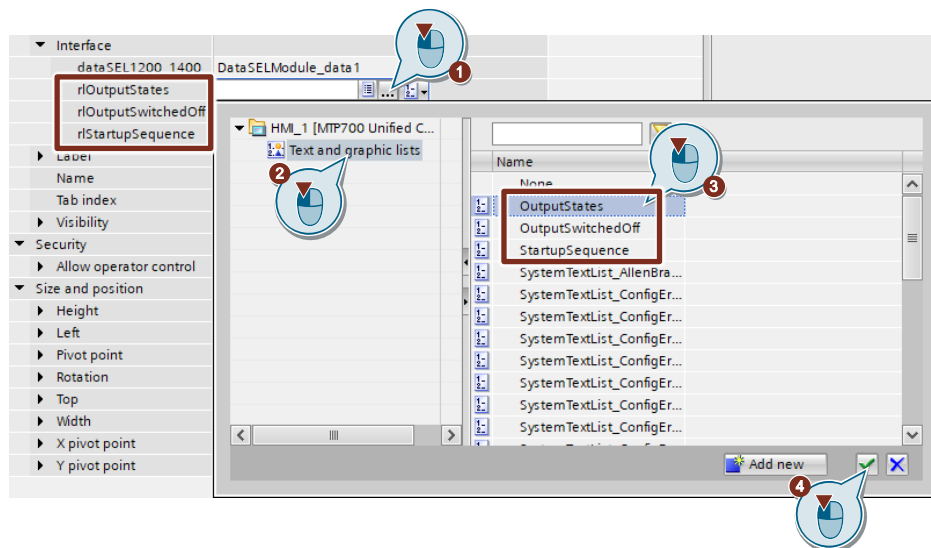 Interface
dataSEL1200_1400 DataSELModule_data1
rlOutputStates
rlOutputSwitchedOff
rlStartupSequence
Label
Name
Tab index
Visibility
Security
Allow operator control
Size and position
Height
Left
Pivot point
Rotation
Top
Width
X pivot point
Y pivot point
1
...
HMI_1 [MTP700 Unified C...
Text and graphic lists
2
Name
3
None
OutputStates
OutputSwitchedOff
StartupSequence
SystemTextList_AllenBra...
SystemTextList_ConfigEr...
SystemTextList_ConfigEr...
SystemTextList_ConfigEr...
SystemTextList_ConfigEr...
SystemTextList_ConfigEr...
SystemTextList_ConfigEr...
SystemTextList_ConfigEr...
Add new
4